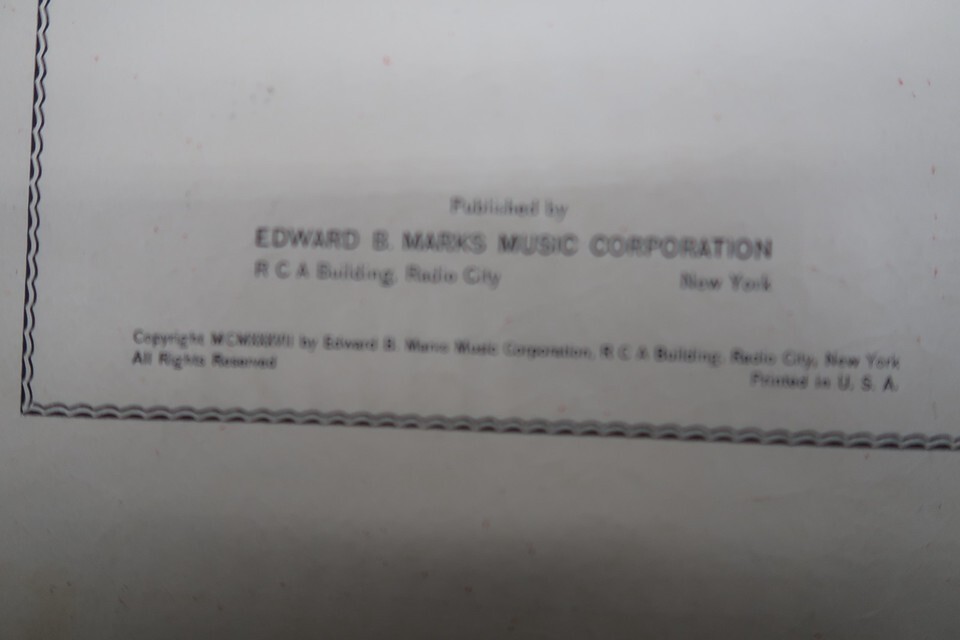 Published by
EDWARD B. MARKS MUSIC CORPORATION
R C A Building, Radio City New York
Copyright by Edward B. Marks Music Corporation, R C A Building, Radio City, New York
All Rights Reserved
Printed in U. S. A.